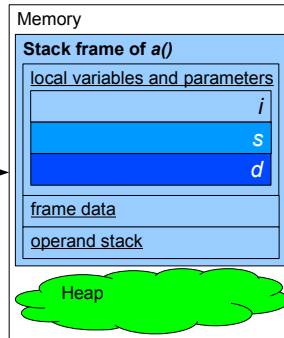 Memory
Stack frame of a()
local variables and parameters
i
s
d
frame data
operand stack
Heap